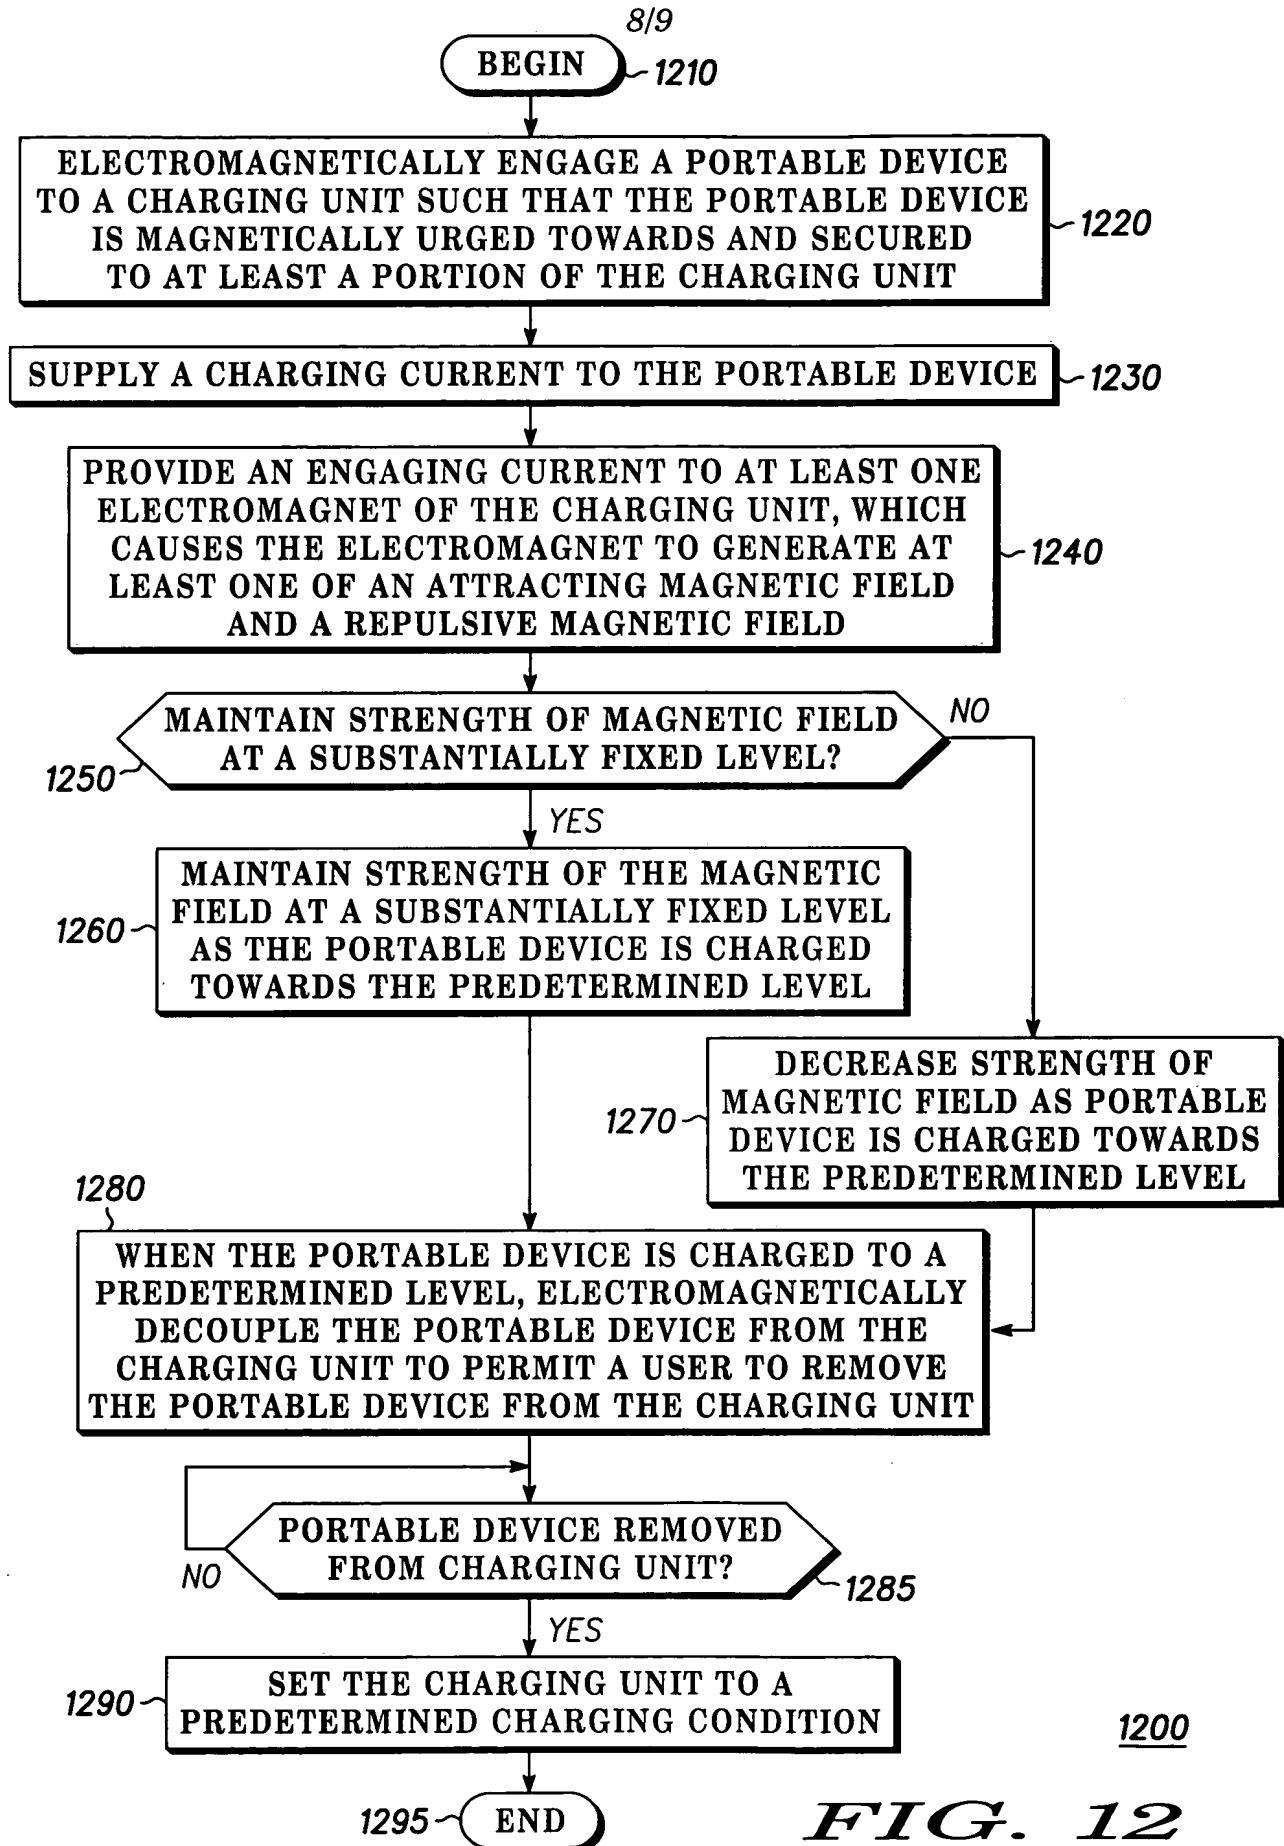 8/9
BEGIN
1210
ELECTROMAGNETICALLY ENGAGE A PORTABLE DEVICE
TO A CHARGING UNIT SUCH THAT THE PORTABLE DEVICE
IS MAGNETICALLY URGED TOWARDS AND SECURED
TO AT LEAST A PORTION OF THE CHARGING UNIT
1220
SUPPLY A CHARGING CURRENT TO THE PORTABLE DEVICE
1230
PROVIDE AN ENGAGING CURRENT TO AT LEAST ONE
ELECTROMAGNET OF THE CHARGING UNIT, WHICH
CAUSES THE ELECTROMAGNET TO GENERATE AT
LEAST ONE OF AN ATTRACTING MAGNETIC FIELD
AND A REPULSIVE MAGNETIC FIELD
1240
MAINTAIN STRENGTH OF MAGNETIC FIELD
AT A SUBSTANTIALLY FIXED LEVEL?
NO
1250
YES
MAINTAIN STRENGTH OF THE MAGNETIC
FIELD AT A SUBSTANTIALLY FIXED LEVEL
AS THE PORTABLE DEVICE IS CHARGED
TOWARDS THE PREDETERMINED LEVEL
1260
DECREASE STRENGTH OF
MAGNETIC FIELD AS PORTABLE
DEVICE IS CHARGED TOWARDS
THE PREDETERMINED LEVEL
1270
1280
WHEN THE PORTABLE DEVICE IS CHARGED TO A
PREDETERMINED LEVEL, ELECTROMAGNETICALLY
DECOUPLE THE PORTABLE DEVICE FROM THE
CHARGING UNIT TO PERMIT A USER TO REMOVE
THE PORTABLE DEVICE FROM THE CHARGING UNIT
PORTABLE DEVICE REMOVED
FROM CHARGING UNIT?
NO
1285
YES
SET THE CHARGING UNIT TO A
PREDETERMINED CHARGING CONDITION
1290
1200
END
1295
FIG. 12